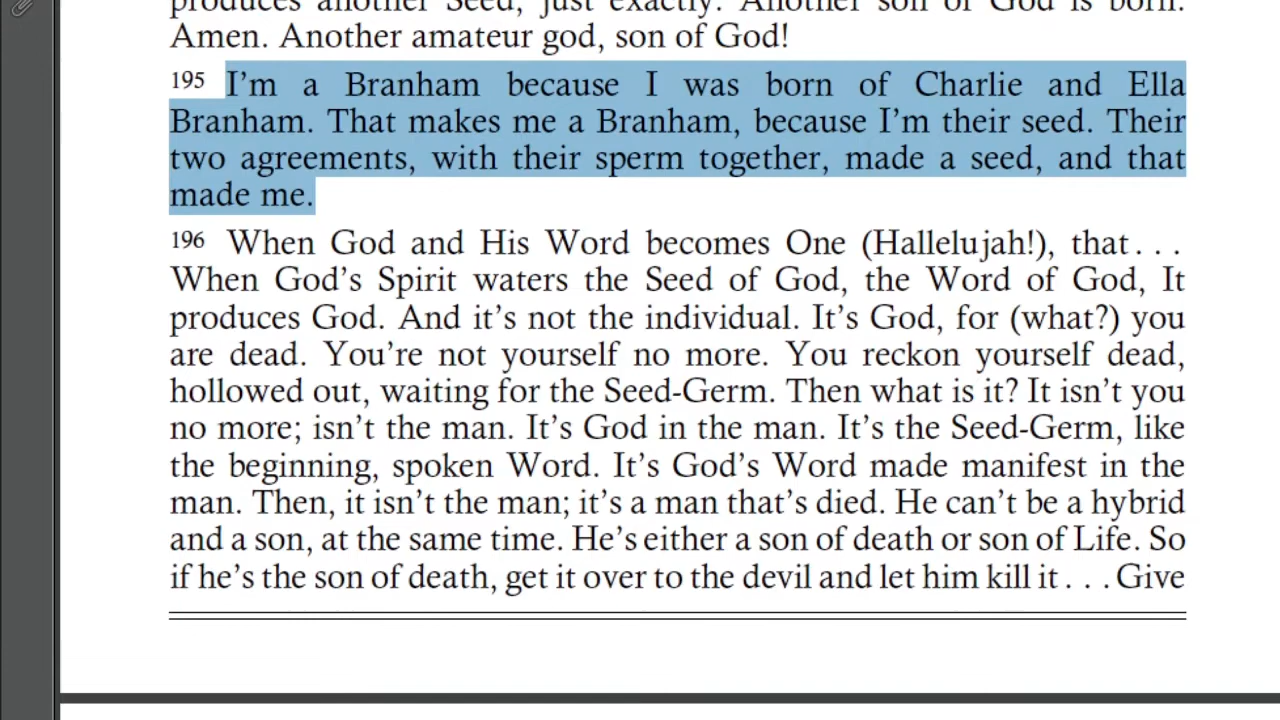 produces another Seed, just exactly. Another son of God is born.
Amen. Another amateur god, son of God!
195 I’m a Branham because I was born of Charlie and Ella
Branham. That makes me a Branham, because I’m their seed. Their
two agreements, with their sperm together, made a seed, and that
made me.
196 When God and His Word becomes One (Hallelujah!), that . . .
When God’s Spirit waters the Seed of God, the Word of God, It
produces God. And it’s not the individual. It’s God, for (what?) you
are dead. You’re not yourself no more. You reckon yourself dead,
hollowed out, waiting for the Seed-Germ. Then what is it? It isn’t you
no more; isn’t the man. It’s God in the man. It’s the Seed-Germ, like
the beginning, spoken Word. It’s God’s Word made manifest in the
man. Then, it isn’t the man; it’s a man that’s died. He can’t be a hybrid
and a son, at the same time. He’s either a son of death or son of Life. So
if he’s the son of death, get it over to the devil and let him kill it . . . Give